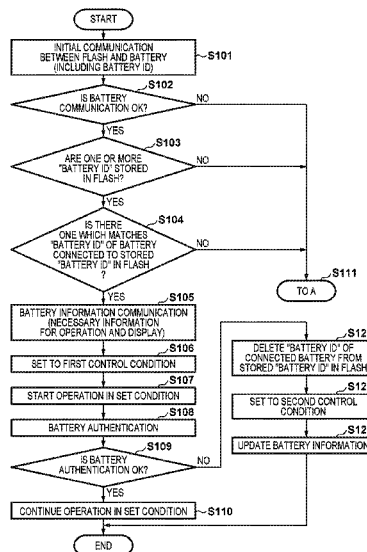 START
INITIAL COMMUNICATION
BETWEEN FLASH AND BATTERY
(INCLUDING BATTERY ID)
S101
S102
IS BATTERY
COMMUNICATION OK?
NO
YES
S103
ARE ONE OR MORE
"BATTERY ID" STORED
IN FLASH?
NO
YES
S104
IS THERE
ONE WHICH MATCHES
"BATTERY ID" OF BATTERY
CONNECTED TO STORED
"BATTERY ID" IN FLASH
?
NO
S111
TO A
YES
S105
BATTERY INFORMATION COMMUNICATION
(NECESSARY INFORMATION
FOR OPERATION AND DISPLAY)
S106
SET TO FIRST CONTROL CONDITION
S107
START OPERATION IN SET CONDITION
S108
BATTERY AUTHENTICATION
S109
IS BATTERY
AUTHENTICATION OK?
NO
S12
DELETE "BATTERY ID" OF
CONNECTED BATTERY FROM
STORED "BATTERY ID" IN FLASH
S12
SET TO SECOND CONTROL
CONDITION
S12
UPDATE BATTERY INFORMATION
YES
CONTINUE OPERATION IN SET CONDITION
S110
END